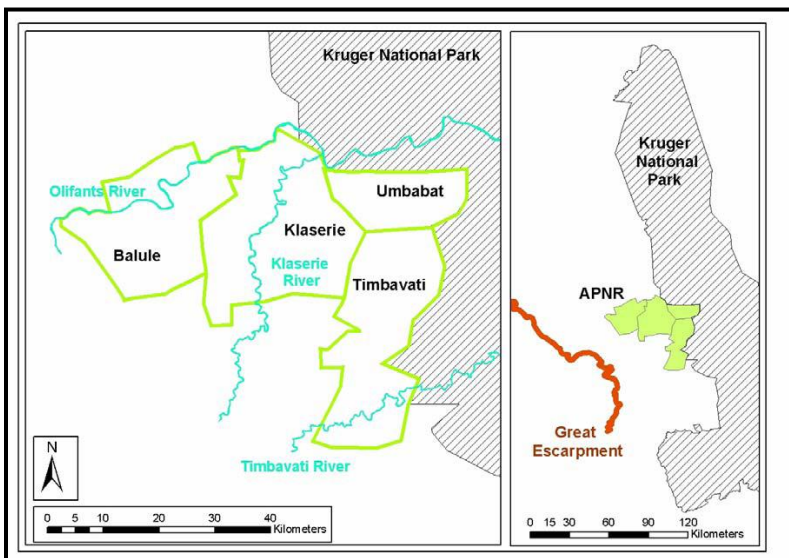 Kruger National Park
Olifants River
Umbabat
Klaserie
Balule
Klaserie
River
Timbavati
Timbavati River
N
0 5 10 20 30 40
Kilometers
Kruger
National
Park
APNR
Great
Escarpment
0 15 30 60 90 120
Kilometers